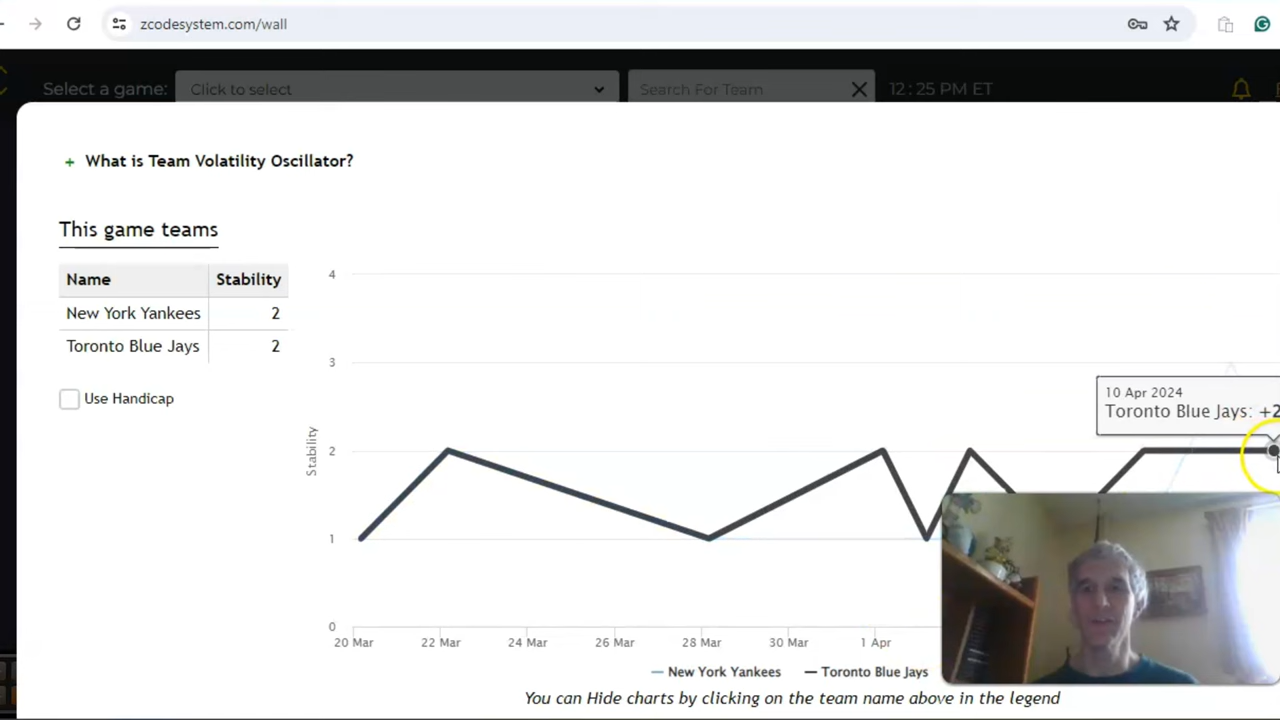 zcodesystem.com/wall
Select a game:
Click to select
Search For Team
12:25 PM ET
+ What is Team Volatility Oscillator?
This game teams
Name Stability
New York Yankees 2
Toronto Blue Jays 2
Use Handicap
Stability
4
3
2
1
0
10 Apr 2024
Toronto Blue Jays: +2
20 Mar 22 Mar 24 Mar 26 Mar 28 Mar 30 Mar 1 Apr
New York Yankees Toronto Blue Jays
You can Hide charts by clicking on the team name above in the legend